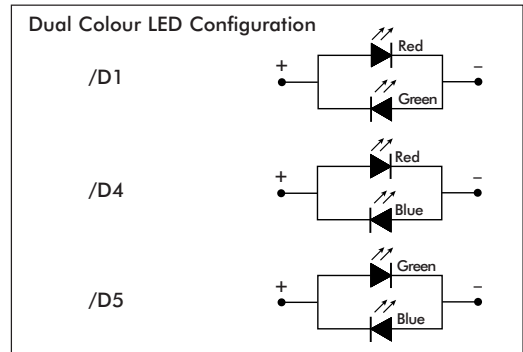 Dual Colour LED Configuration
Red
/D1
+
–
Green
Red
/D4
+
–
Blue
Green
/D5
+
–
Blue